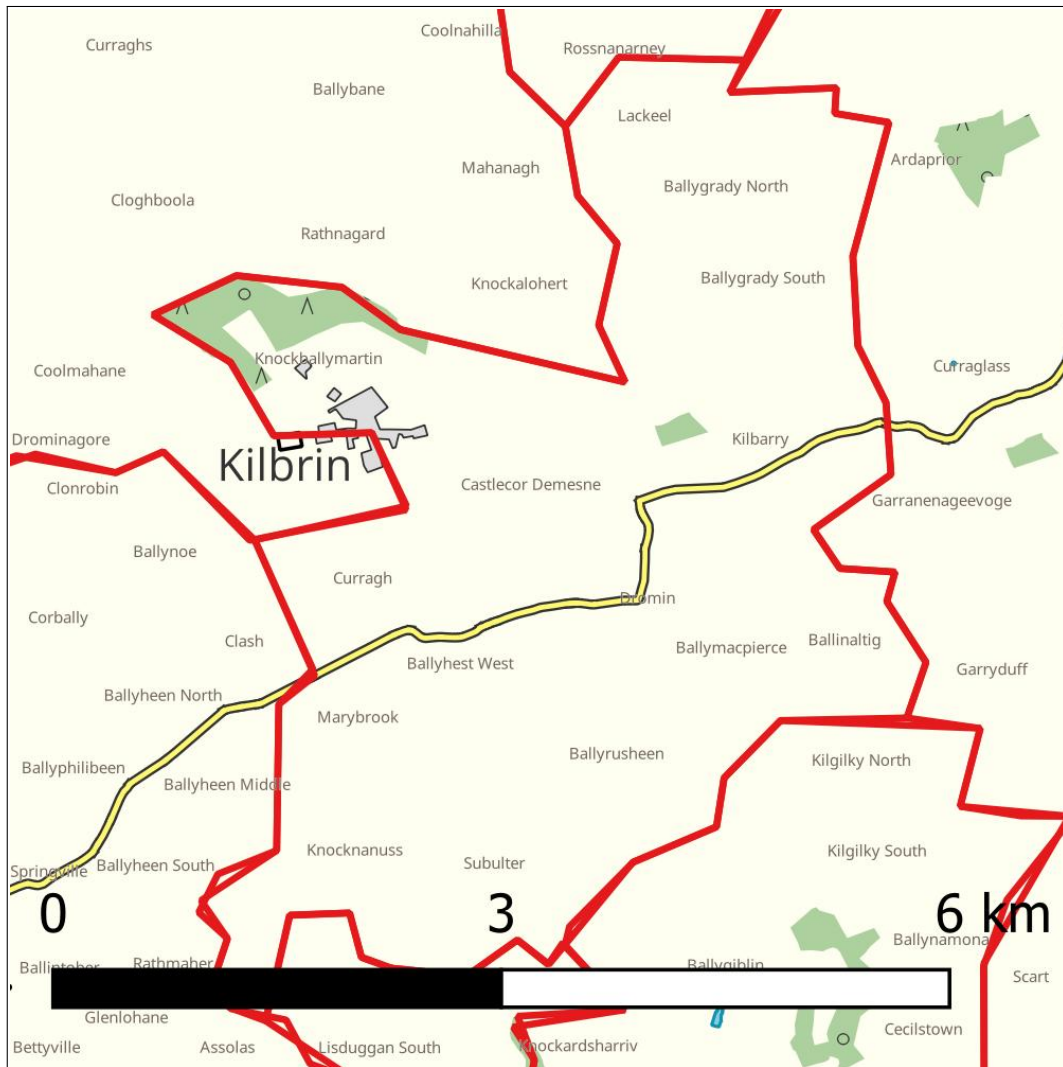 Coolnahilla
Curraghs
Rossnanarney
Ballybane
Lackeel
Ardaprior
Mahanagh
Ballygrady North
Cloghboola
Rathnagard
Ballygrady South
Knockalohert
Knockballymartin
Curraglass
Coolmahane
Drominagore
Kilbarry
Kilbrin
Castlecor Demesne
Clonrobin
Garranenageevoge
Ballynoe
Curragh
Dromin
Corbally
Clash
Ballinaltig
Ballymacpierce
Ballyhest West
Garryduff
Ballyheen North
Marybrook
Ballyrusheen
Kilgilky North
Ballyphilibeen
Ballyheen Middle
Knocknanuss
Kilgilky South
Subulter
Ballyheen South
Springville
0 3 6 km
Ballynamona
Rathmaher
Ballygiblin
Ballintober
Scart
Glenlohane
Cecilstown
Bettyville
Assolas
Lisduggan South
Knockardsharriv